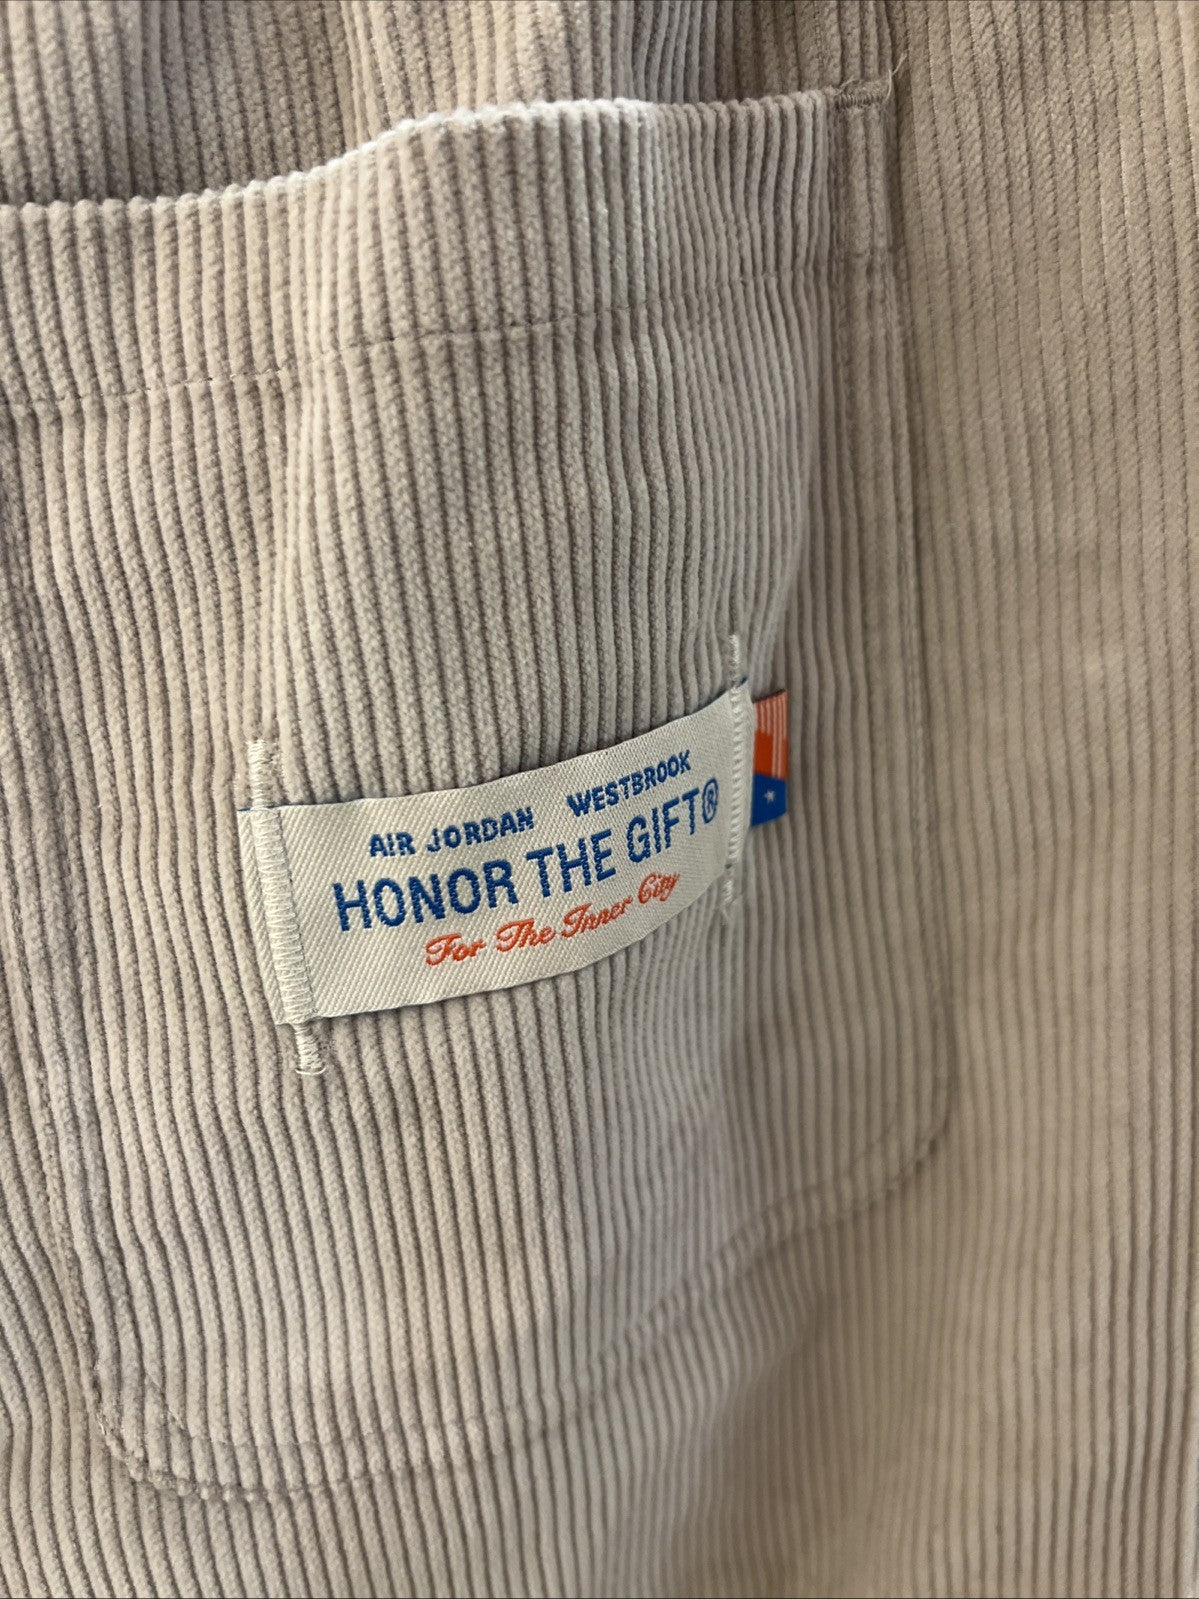 AIR JORDAN WESTBROOK
HONOR THE GIFT®
For The Inner City